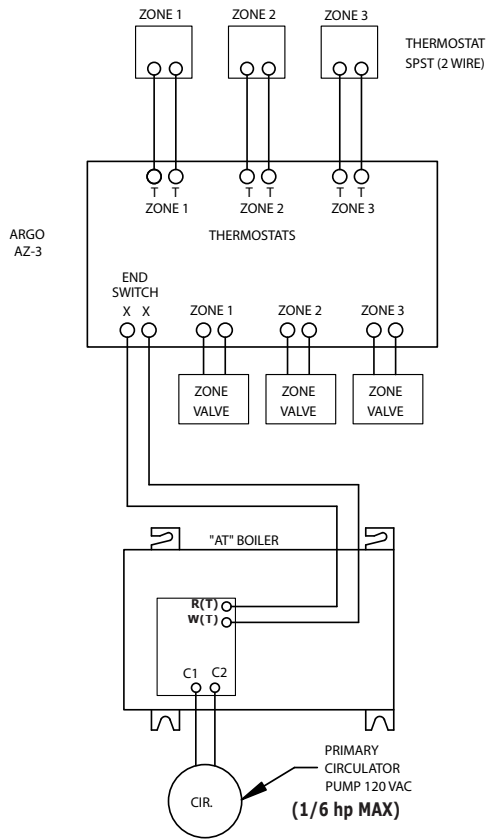 ZONE 1
ZONE 2
ZONE 3
THERMOSTAT
SPST (2 WIRE)
T T
T T
T T
ZONE 1
ZONE 2
ZONE 3
ARGO
AZ-3
THERMOSTATS
END
SWITCH
X X
ZONE 1
ZONE 2
ZONE 3
ZONE
VALVE
ZONE
VALVE
ZONE
VALVE
"AT" BOILER
R(T)
W(T)
C1 C2
CIR.
PRIMARY
CIRCULATOR
PUMP 120 VAC
(1/6 hp MAX)